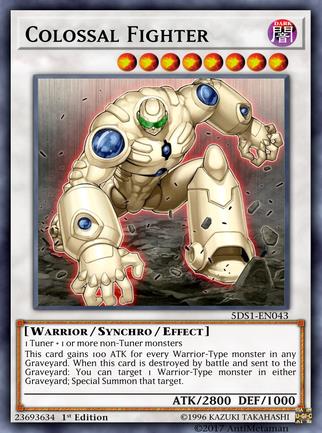 COLOSSAL FIGHTER
DARK
闇
5DS1-EN043
[WARRIOR / SYNCHRO / EFFECT]
1 Tuner + 1 or more non-Tuner monsters
This card gains 100 ATK for every Warrior-Type monster in any
Graveyard. When this card is destroyed by battle and sent to the
Graveyard: You can target 1 Warrior-Type monster in either
Graveyard; Special Summon that target.
ATK/2800 DEF/1000
23693634 1st Edition ©1996 KAZUKI TAKAHASHI
©2017 AntiMetaman